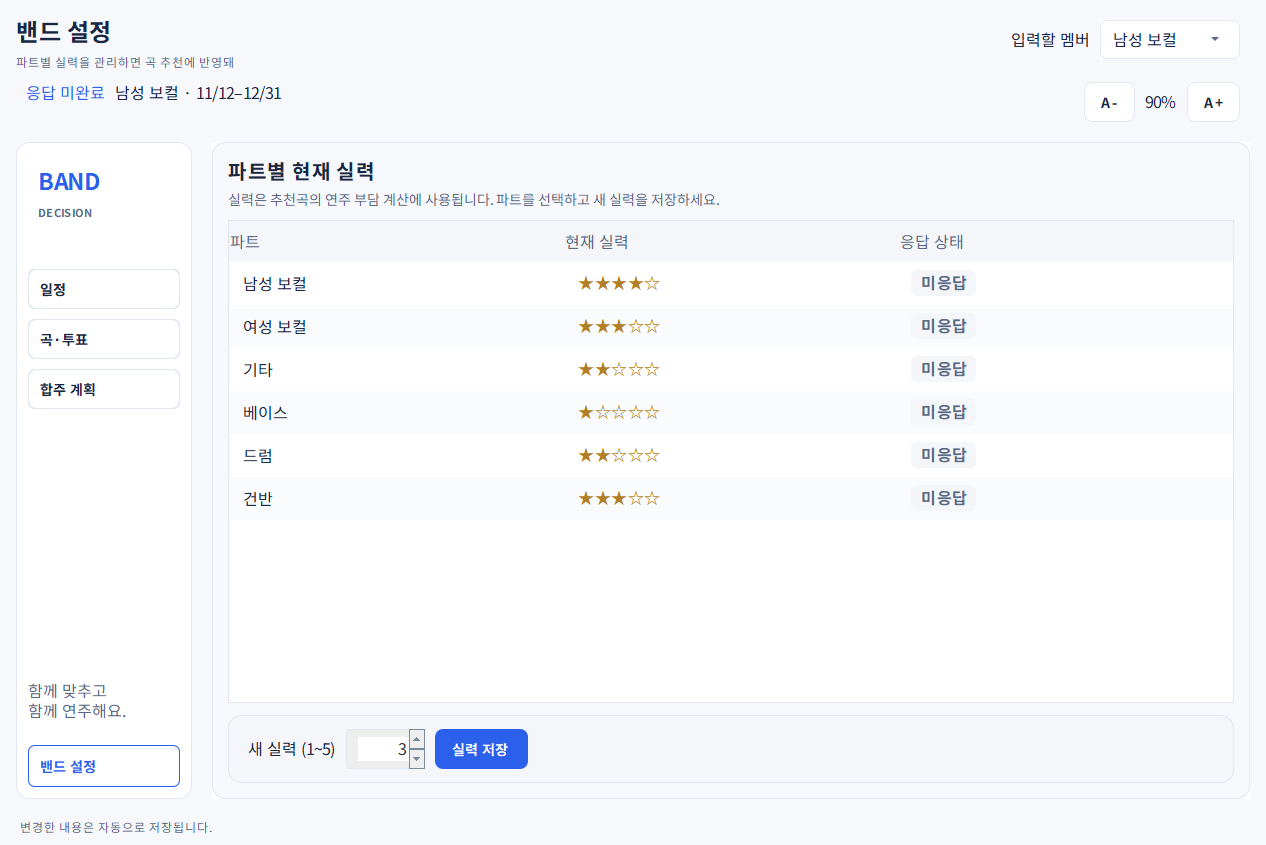 밴드 설정
파트별 실력을 관리하면 곡 추천에 반영돼
응답 미완료 남성 보컬 · 11/12–12/31
입력할 멤버 남성 보컬
A- 90% A+
BAND
DECISION
일정
곡·투표
합주 계획
함께 맞추고
함께 연주해요.
밴드 설정
파트별 현재 실력
실력은 추천곡의 연주 부담 계산에 사용됩니다. 파트를 선택하고 새 실력을 저장하세요.
파트 현재 실력 응답 상태
남성 보컬 ★★★★☆ 미응답
여성 보컬 ★★★☆☆ 미응답
기타 ★★☆☆☆ 미응답
베이스 ★☆☆☆☆ 미응답
드럼 ★★☆☆☆ 미응답
건반 ★★★☆☆ 미응답
새 실력 (1~5) 3 실력 저장
변경한 내용은 자동으로 저장됩니다.